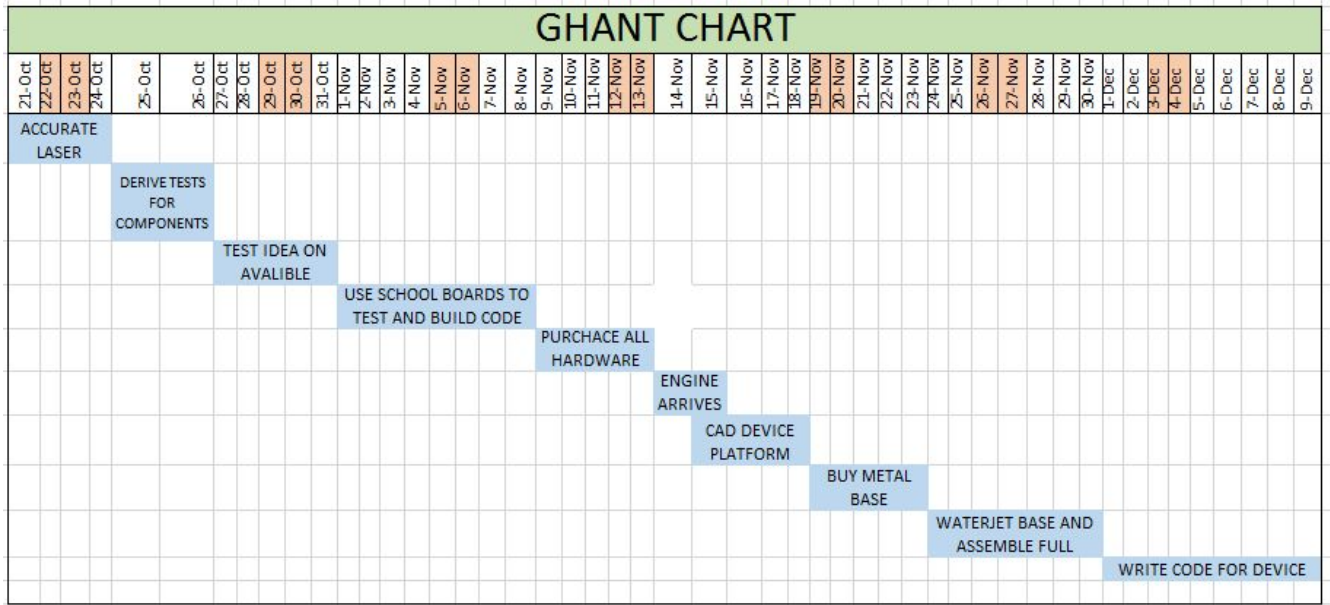 GHANT CHART
21-Oct 22-Oct 23-Oct 24-Oct 25-Oct 26-Oct 27-Oct 28-Oct 29-Oct 30-Oct 31-Oct 1-Nov 2-Nov 3-Nov 4-Nov 5-Nov 6-Nov 7-Nov 8-Nov 9-Nov 10-Nov 11-Nov 12-Nov 13-Nov 14-Nov 15-Nov 16-Nov 17-Nov 18-Nov 19-Nov 20-Nov 21-Nov 22-Nov 23-Nov 24-Nov 25-Nov 26-Nov 27-Nov 28-Nov 29-Nov 30-Nov 1-Dec 2-Dec 3-Dec 4-Dec 5-Dec 6-Dec 7-Dec 8-Dec 9-Dec
ACCURATE
LASER
DERIVE TESTS
FOR
COMPONENTS
TEST IDEA ON
AVALIBLE
USE SCHOOL BOARDS TO
TEST AND BUILD CODE
PURCHACE ALL
HARDWARE
ENGINE
ARRIVES
CAD DEVICE
PLATFORM
BUY METAL
BASE
WATERJET BASE AND
ASSEMBLE FULL
WRITE CODE FOR DEVICE